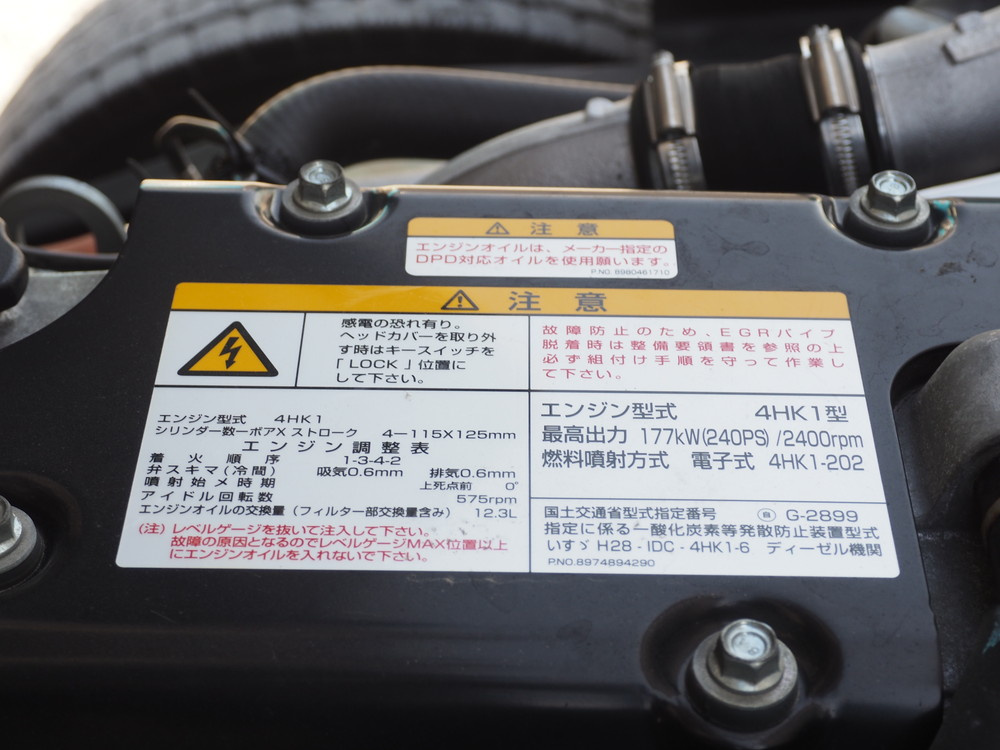 注意
エンジンオイルは、メーカー指定の
DPD対応オイルを使用願います。
P.NO. 8980461710
注意
感電の恐れ有り。
ヘッドカバーを取り外
す時はキースイッチを
「LOCK」位置に
して下さい。
故障防止のため、EGRパイプ
脱着時は整備要領書を参照の上
必ず組付け手順を守って作業し
て下さい。
エンジン型式 4HK1
シリンダー数ーボアX ストローク 4-115X125mm
エンジン調整表
着火順序 1-3-4-2
弁スキマ(冷間) 吸気0.6mm 排気0.6mm
噴射始メ時期 上死点前 0°
アイドル回転数 575rpm
エンジンオイルの交換量(フィルター部交換量含み) 12.3L
(注)レベルゲージを抜いて注入して下さい。
故障の原因となるのでレベルゲージMAX位置以上
にエンジンオイルを入れないで下さい。
エンジン型式 4HK1型
最高出力 177kW(240PS)/2400rpm
燃料噴射方式 電子式 4HK1-202
国土交通省型式指定番号 G-2899
指定に係る一酸化炭素等発散防止装置型式
いすゞ H28-IDC-4HK1-6 ディーゼル機関
P.NO.8974894290